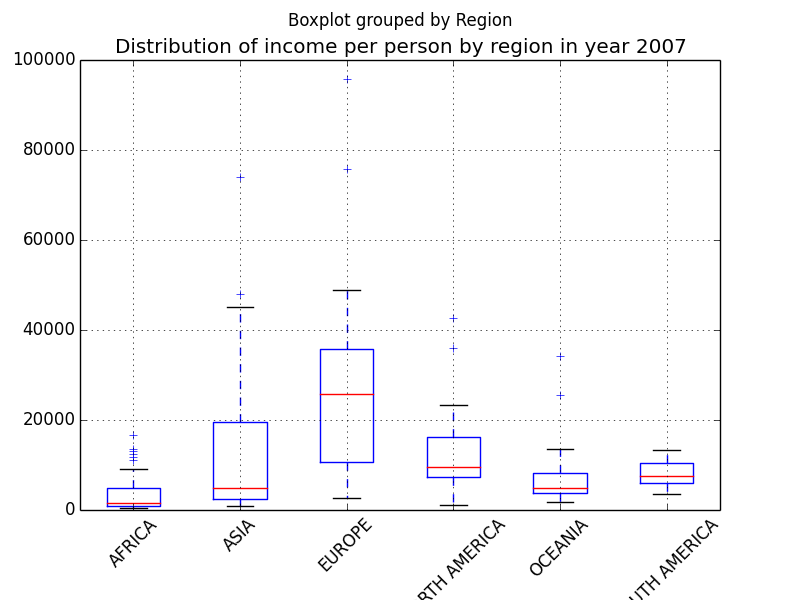 Boxplot grouped by Region
Distribution of income per person by region in year 2007
100000
80000
60000
40000
20000
0
AFRICA
ASIA
EUROPE
RTH AMERICA
OCEANIA
UTH AMERICA